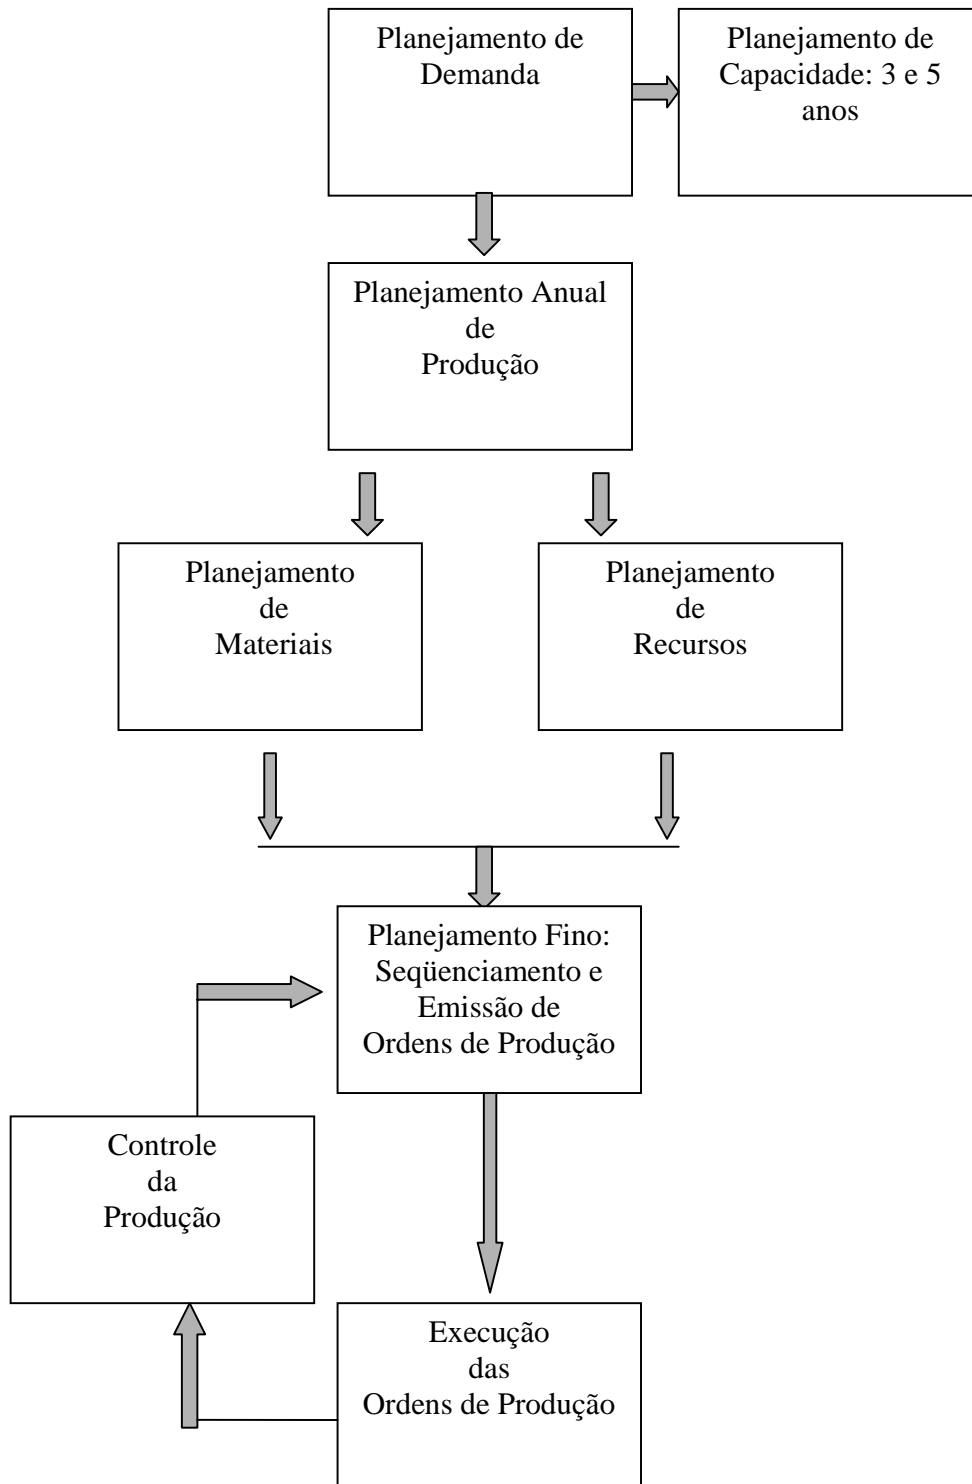 Planejamento de
Demanda
Planejamento de
Capacidade: 3 e 5
anos
Planejamento Anual
de
Produção
Planejamento
de
Materiais
Planejamento
de
Recursos
Planejamento Fino:
Seqüenciamento e
Emissão de
Ordens de Produção
Controle
da
Produção
Execução
das
Ordens de Produção